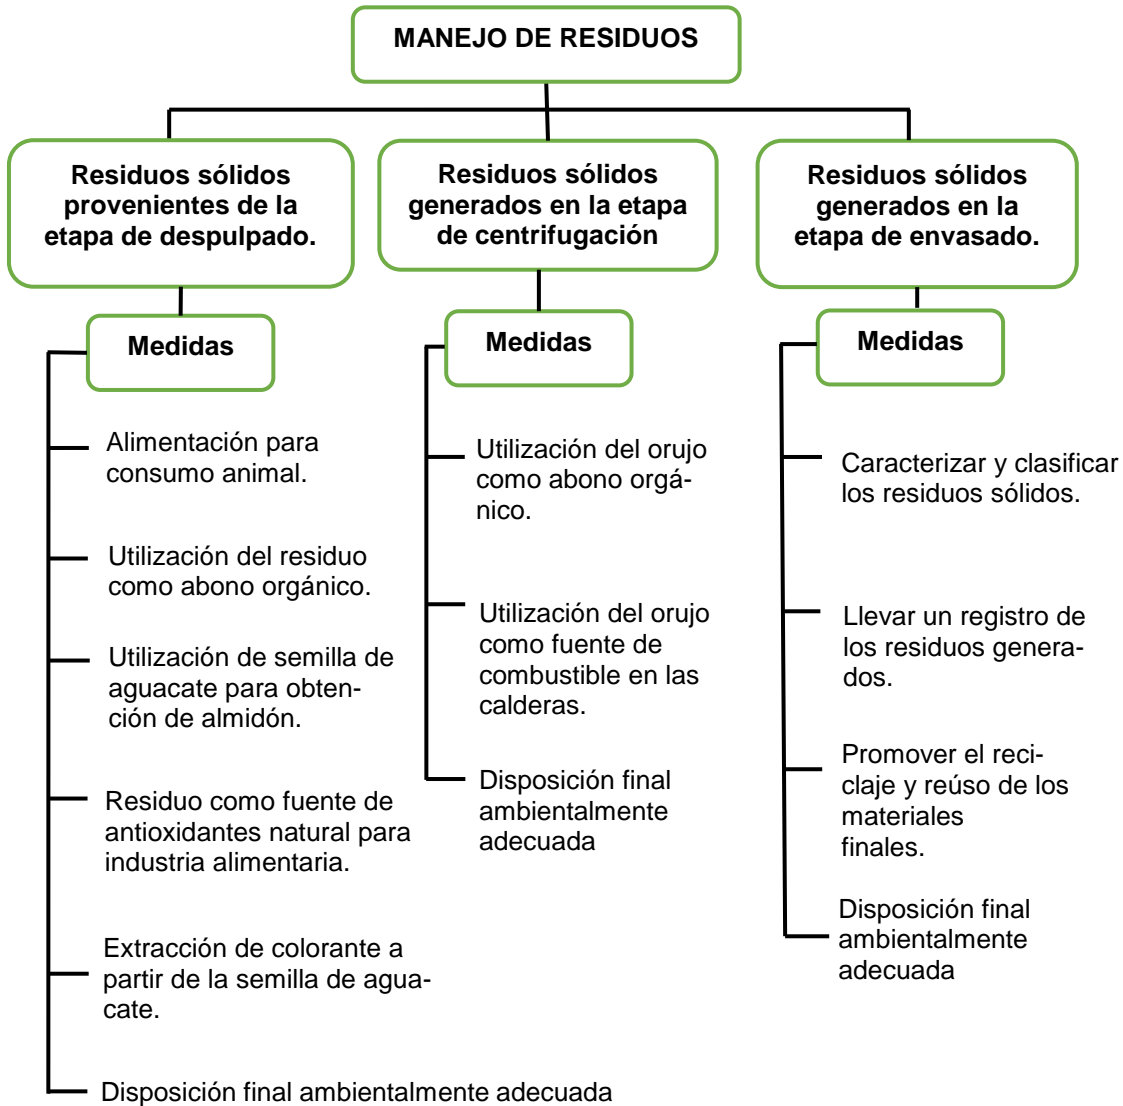 MANEJO DE RESIDUOS
Residuos sólidos
provenientes de la
etapa de despulpado.
Medidas
Alimentación para
consumo animal.
Utilización del residuo
como abono orgánico.
Utilización de semilla de
aguacate para obten-
ción de almidón.
Residuo como fuente de
antioxidantes natural para
industria alimentaria.
Extracción de colorante a
partir de la semilla de agua-
cate.
Disposición final ambientalmente adecuada
Residuos sólidos
generados en la etapa
de centrifugación
Medidas
Utilización del orujo
como abono orgá-
nico.
Utilización del orujo
como fuente de
combustible en las
calderas.
Disposición final
ambientalmente
adecuada
Residuos sólidos
generados en la
etapa de envasado.
Medidas
Caracterizar y clasificar
los residuos sólidos.
Llevar un registro de
los residuos genera-
dos.
Promover el reci-
claje y reúso de los
materiales
finales.
Disposición final
ambientalmente
adecuada